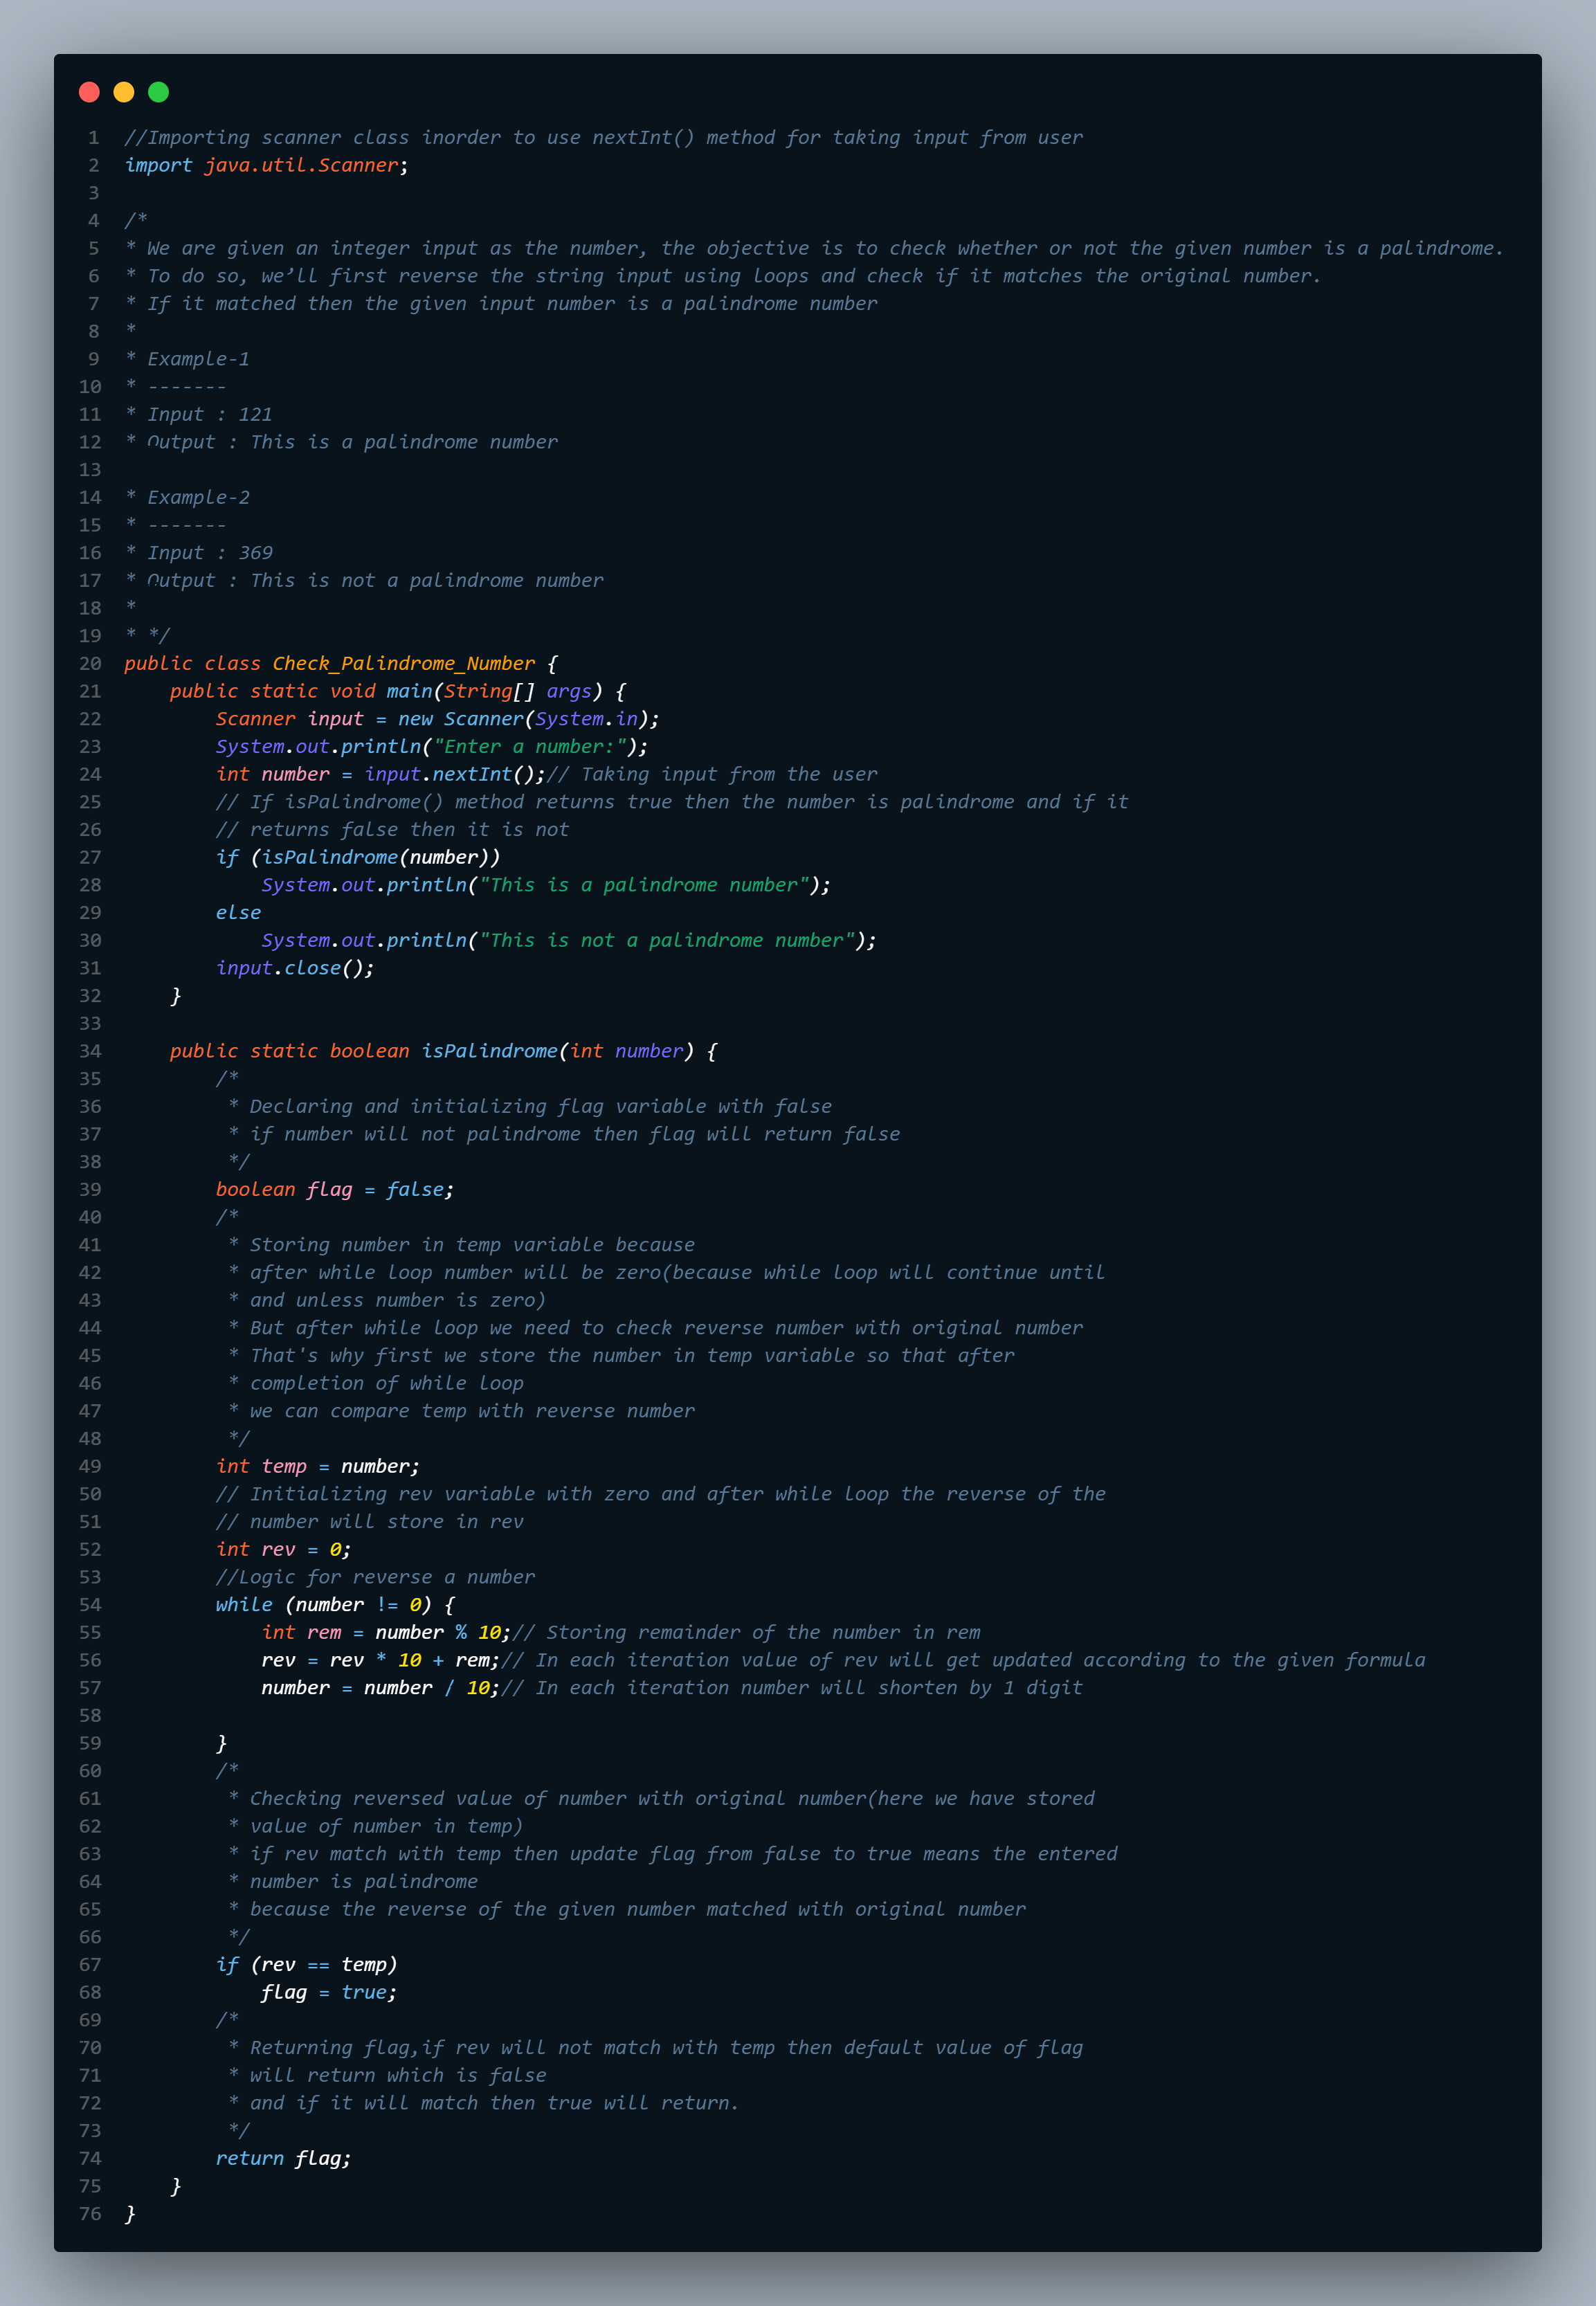 1 //Importing scanner class inorder to use nextInt() method for taking input from user
2 import java.util.Scanner;
3
4 /*
5 * We are given an integer input as the number, the objective is to check whether or not the given number is a palindrome.
6 * To do so, we’ll first reverse the string input using loops and check if it matches the original number.
7 * If it matched then the given input number is a palindrome number
8 *
9 * Example-1
10 * -------
11 * Input : 121
12 * Output : This is a palindrome number
13
14 * Example-2
15 * -------
16 * Input : 369
17 * Output : This is not a palindrome number
18 *
19 * */
20 public class Check_Palindrome_Number {
21     public static void main(String[] args) {
22         Scanner input = new Scanner(System.in);
23         System.out.println("Enter a number:");
24         int number = input.nextInt();// Taking input from the user
25         // If isPalindrome() method returns true then the number is palindrome and if it
26         // returns false then it is not
27         if (isPalindrome(number))
28             System.out.println("This is a palindrome number");
29         else
30             System.out.println("This is not a palindrome number");
31         input.close();
32     }
33
34     public static boolean isPalindrome(int number) {
35         /*
36          * Declaring and initializing flag variable with false
37          * if number will not palindrome then flag will return false
38          */
39         boolean flag = false;
40         /*
41          * Storing number in temp variable because
42          * after while loop number will be zero(because while loop will continue until
43          * and unless number is zero)
44          * But after while loop we need to check reverse number with original number
45          * That's why first we store the number in temp variable so that after
46          * completion of while loop
47          * we can compare temp with reverse number
48          */
49         int temp = number;
50         // Initializing rev variable with zero and after while loop the reverse of the
51         // number will store in rev
52         int rev = 0;
53         //Logic for reverse a number
54         while (number != 0) {
55             int rem = number % 10;// Storing remainder of the number in rem
56             rev = rev * 10 + rem;// In each iteration value of rev will get updated according to the given formula
57             number = number / 10;// In each iteration number will shorten by 1 digit
58
59         }
60         /*
61          * Checking reversed value of number with original number(here we have stored
62          * value of number in temp)
63          * if rev match with temp then update flag from false to true means the entered
64          * number is palindrome
65          * because the reverse of the given number matched with original number
66          */
67         if (rev == temp)
68             flag = true;
69         /*
70          * Returning flag,if rev will not match with temp then default value of flag
71          * will return which is false
72          * and if it will match then true will return.
73          */
74         return flag;
75     }
76 }